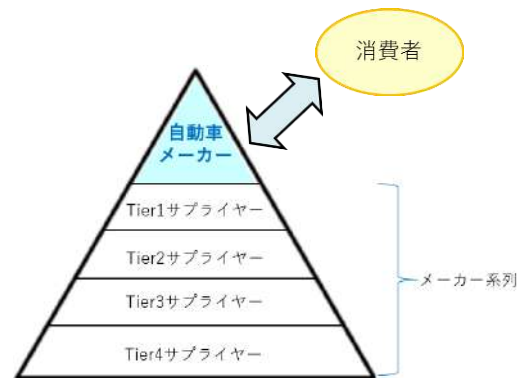 消費者
自動車
メーカー
Tier1サプライヤー
Tier2サプライヤー
Tier3サプライヤー
Tier4サプライヤー
メーカー系列